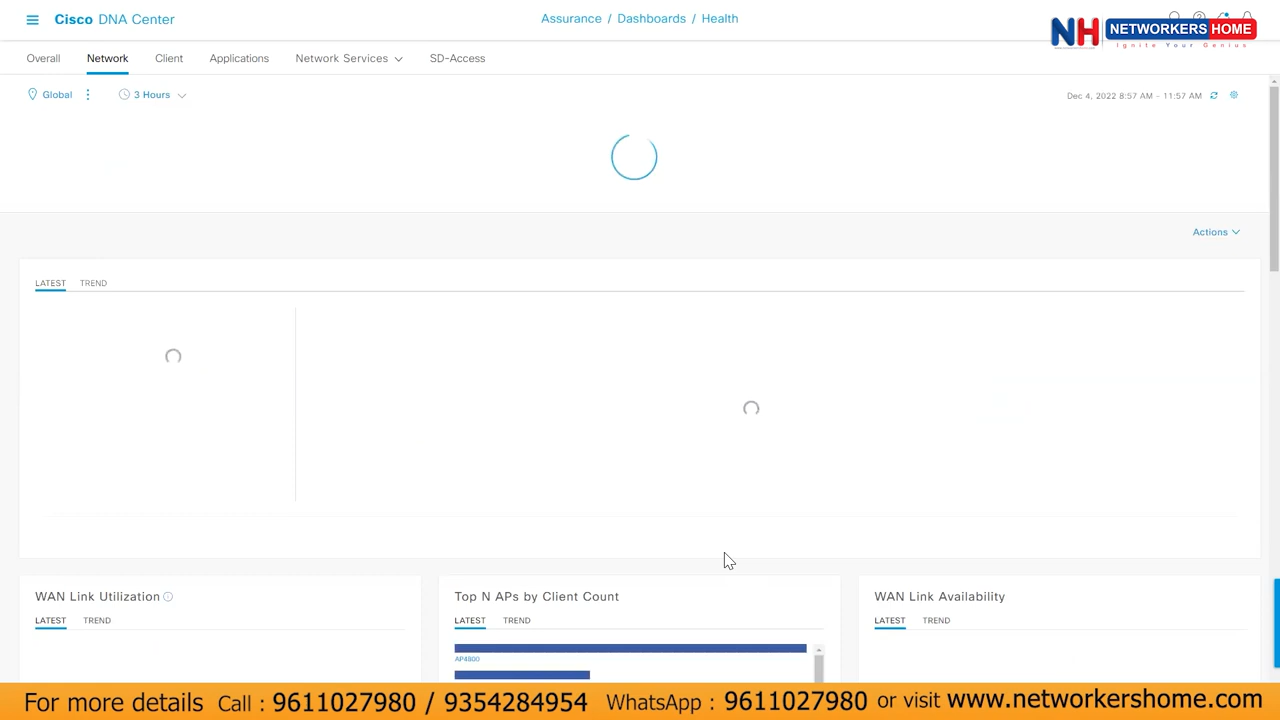 Cisco DNA Center
Assurance / Dashboards / Health
NH NETWORKERS HOME
Ignite Your Genius
Overall Network Client Applications Network Services SD-Access
Global 3 Hours Dec 4, 2022 8:57 AM - 11:57 AM
Actions
LATEST TREND
WAN Link Utilization Top N APs by Client Count WAN Link Availability
LATEST TREND LATEST TREND LATEST TREND
AP4800
For more details Call : 9611027980 / 9354284954 WhatsApp : 9611027980 or visit www.networkershome.com